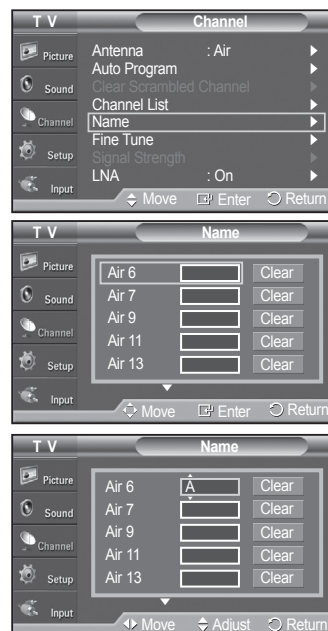 T V
Channel
Picture
Sound
Channel
Setup
Input
Antenna : Air
Auto Program
Clear Scrambled Channel
Channel List
Name
Fine Tune
Signal Strength
LNA : On
Move Enter Return
T V
Name
Picture
Sound
Channel
Setup
Input
Air 6 Clear
Air 7 Clear
Air 9 Clear
Air 11 Clear
Air 13 Clear
Move Enter Return
T V
Name
Picture
Sound
Channel
Setup
Input
Air 6 A Clear
Air 7 Clear
Air 9 Clear
Air 11 Clear
Air 13 Clear
Move Adjust Return